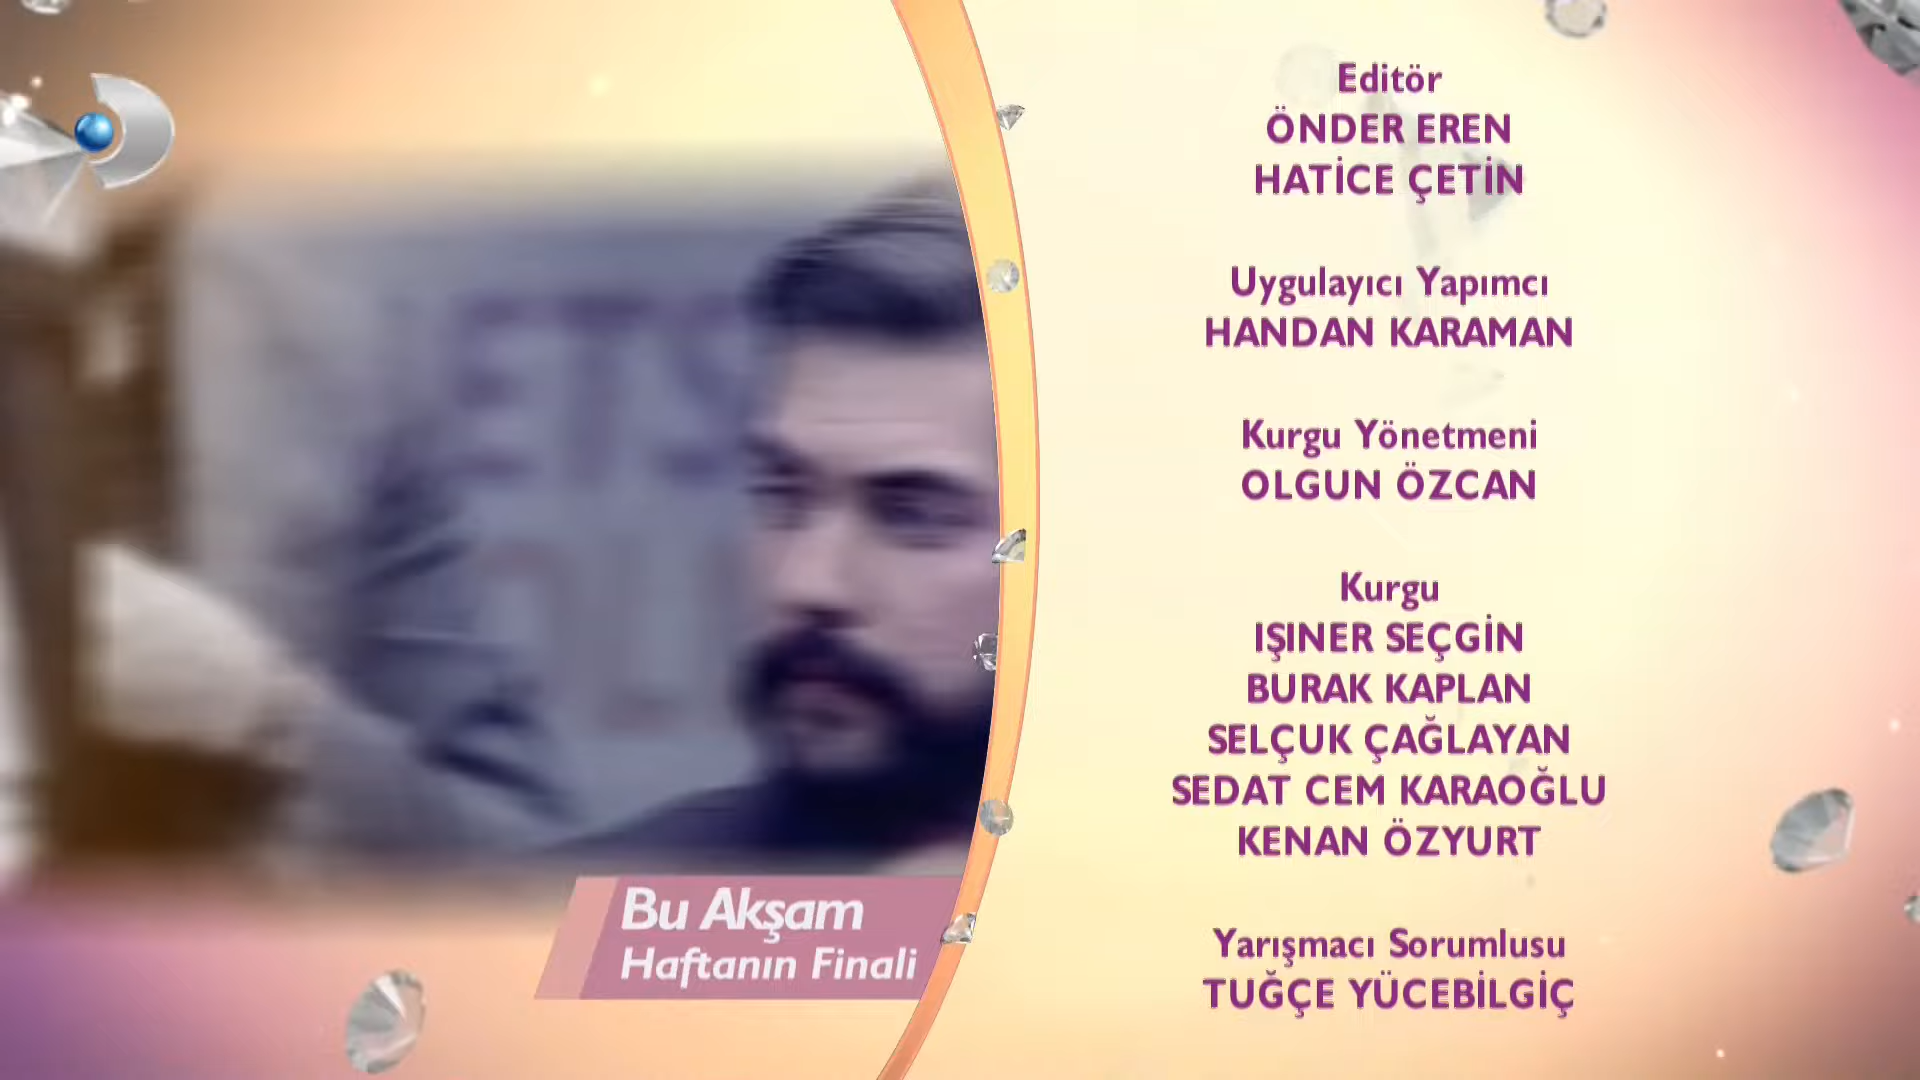 Bu Akşam
Haftanın Finali
Editör
ÖNDER EREN
HATİCE ÇETİN
Uygulayıcı Yapımcı
HANDAN KARAMAN
Kurgu Yönetmeni
OLGUN ÖZCAN
Kurgu
IŞINER SEÇGİN
BURAK KAPLAN
SELÇUK ÇAĞLAYAN
SEDAT CEM KARAOĞLU
KENAN ÖZYURT
Yarışmacı Sorumlusu
TUĞÇE YÜCEBİLGİÇ